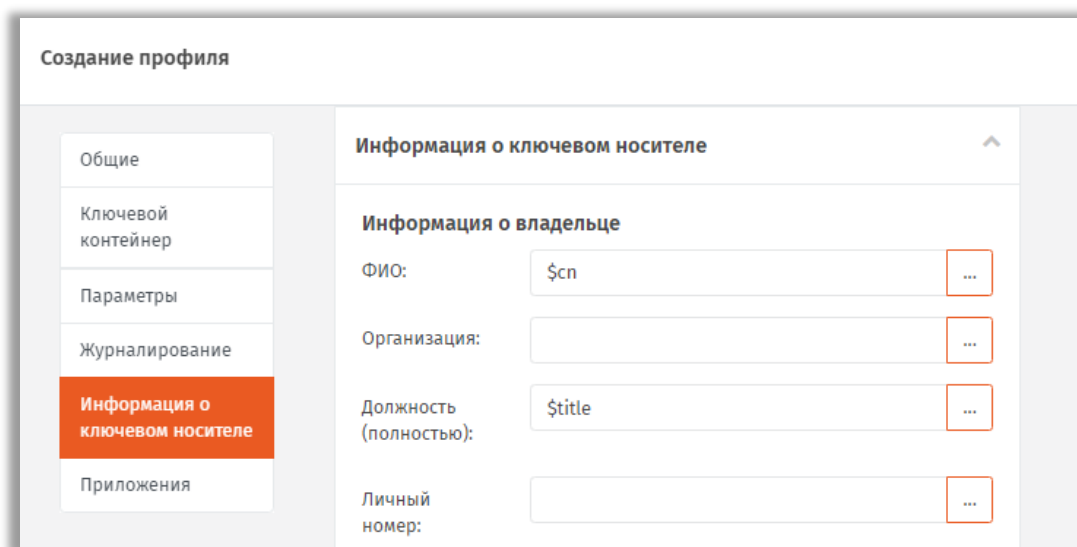 Создание профиля
Общие
Ключевой
контейнер
Параметры
Журналирование
Информация о
ключевом носителе
Приложения
Информация о ключевом носителе
Информация о владельце
ФИО:
$cn
...
Организация:
...
Должность
(полностью):
$title
...
Личный
номер:
...